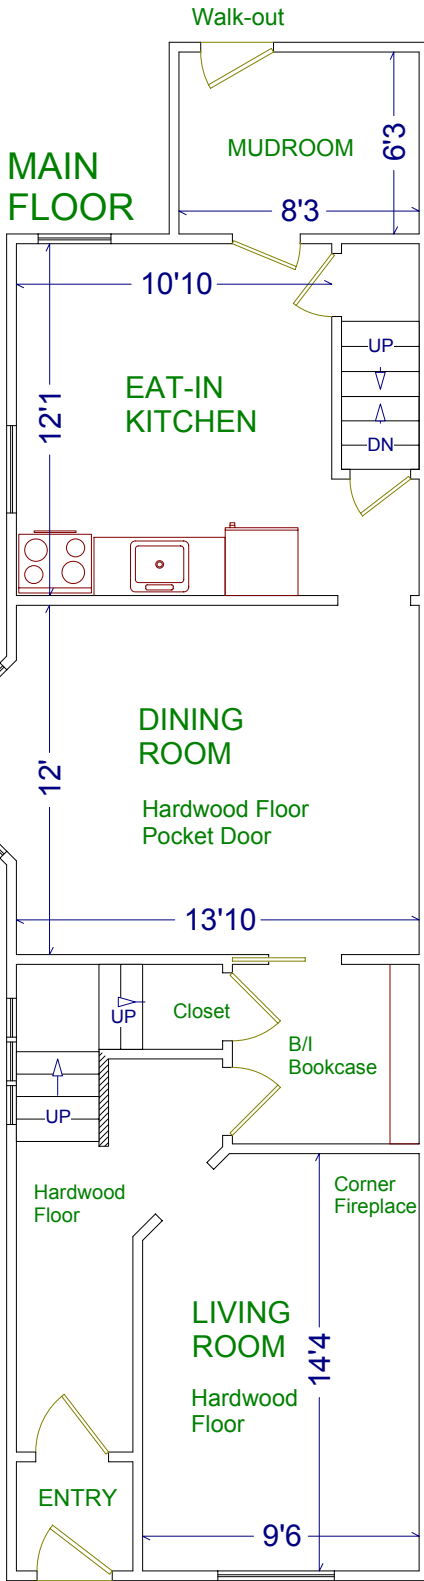 Walk-out
MUDROOM
6'3
8'3
MAIN
FLOOR
10'10
UP
EAT-IN
KITCHEN
12'1
DN
DINING
ROOM
12'
Hardwood Floor
Pocket Door
13'10
UP
Closet
B/I
Bookcase
UP
Hardwood
Floor
Corner
Fireplace
LIVING
ROOM
14'4
Hardwood
Floor
ENTRY
9'6